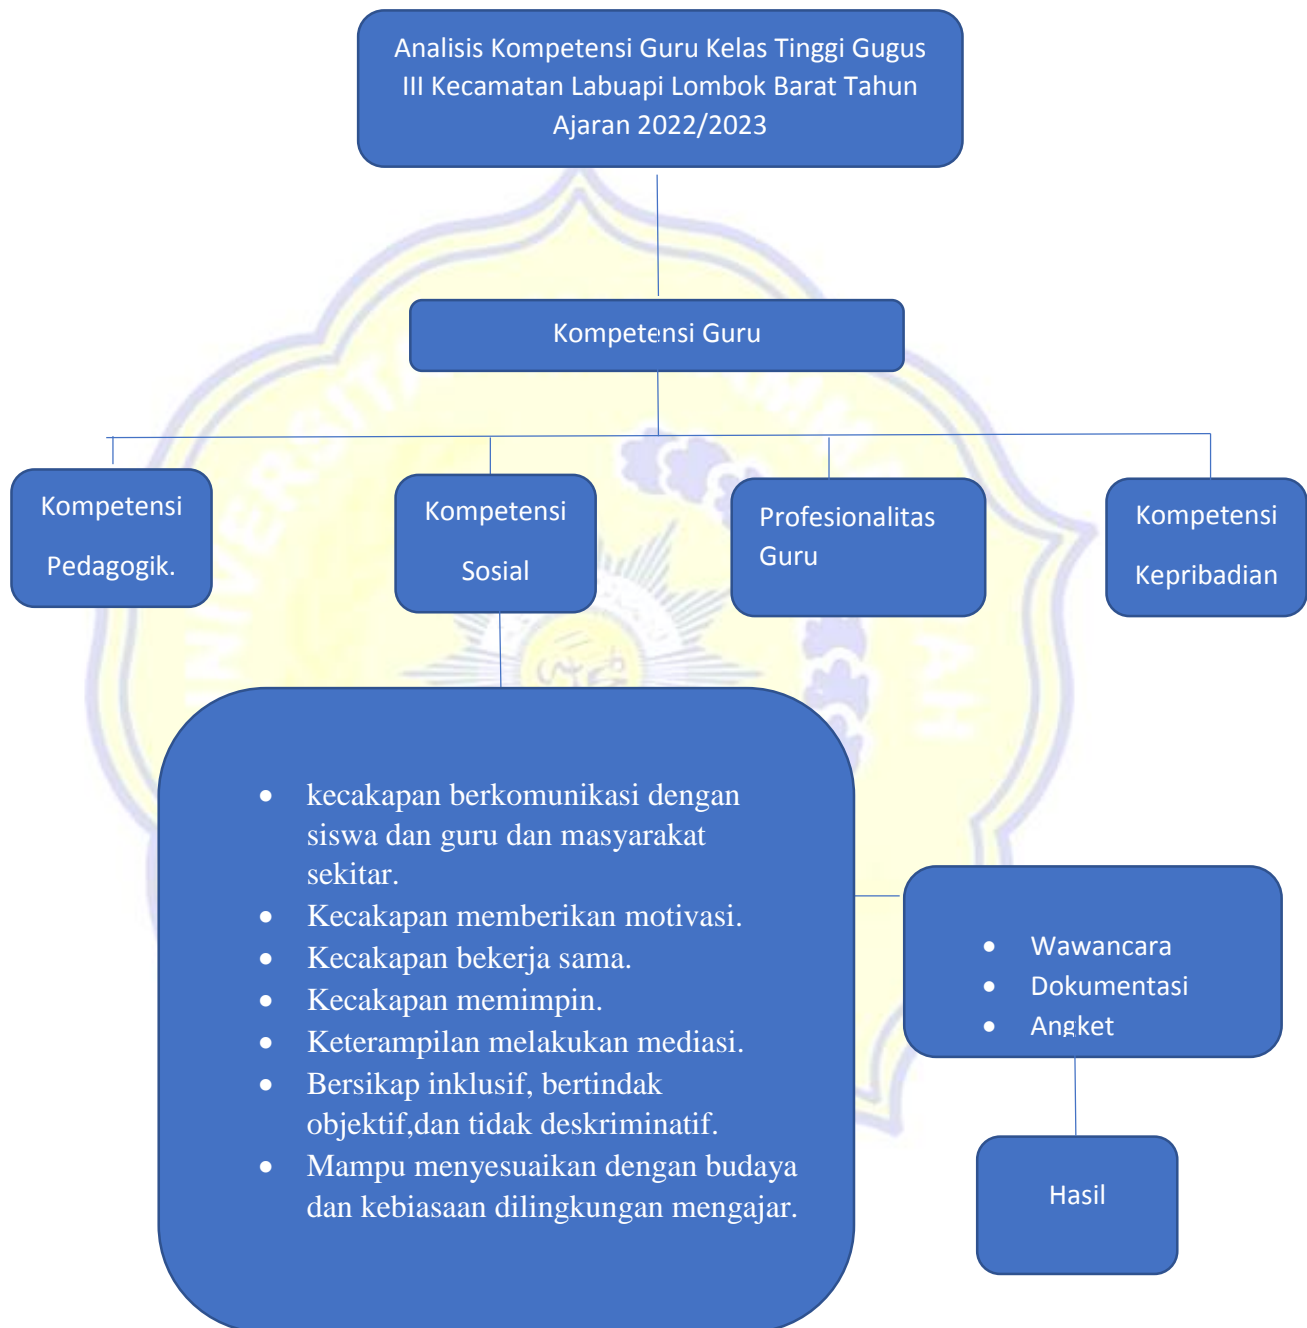 Analisis Kompetensi Guru Kelas Tinggi Gugus
III Kecamatan Labuapi Lombok Barat Tahun
Ajaran 2022/2023
Kompetensi Guru
Kompetensi
Pedagogik.
Kompetensi
Sosial
Profesionalitas
Guru
Kompetensi
Kepribadian
• kecakapan berkomunikasi dengan
siswa dan guru dan masyarakat
sekitar.
• Kecakapan memberikan motivasi.
• Kecakapan bekerja sama.
• Kecakapan memimpin.
• Keterampilan melakukan mediasi.
• Bersikap inklusif, bertindak
objektif,dan tidak deskriminatif.
• Mampu menyesuaikan dengan budaya
dan kebiasaan dilingkungan mengajar.
• Wawancara
• Dokumentasi
• Angket
Hasil